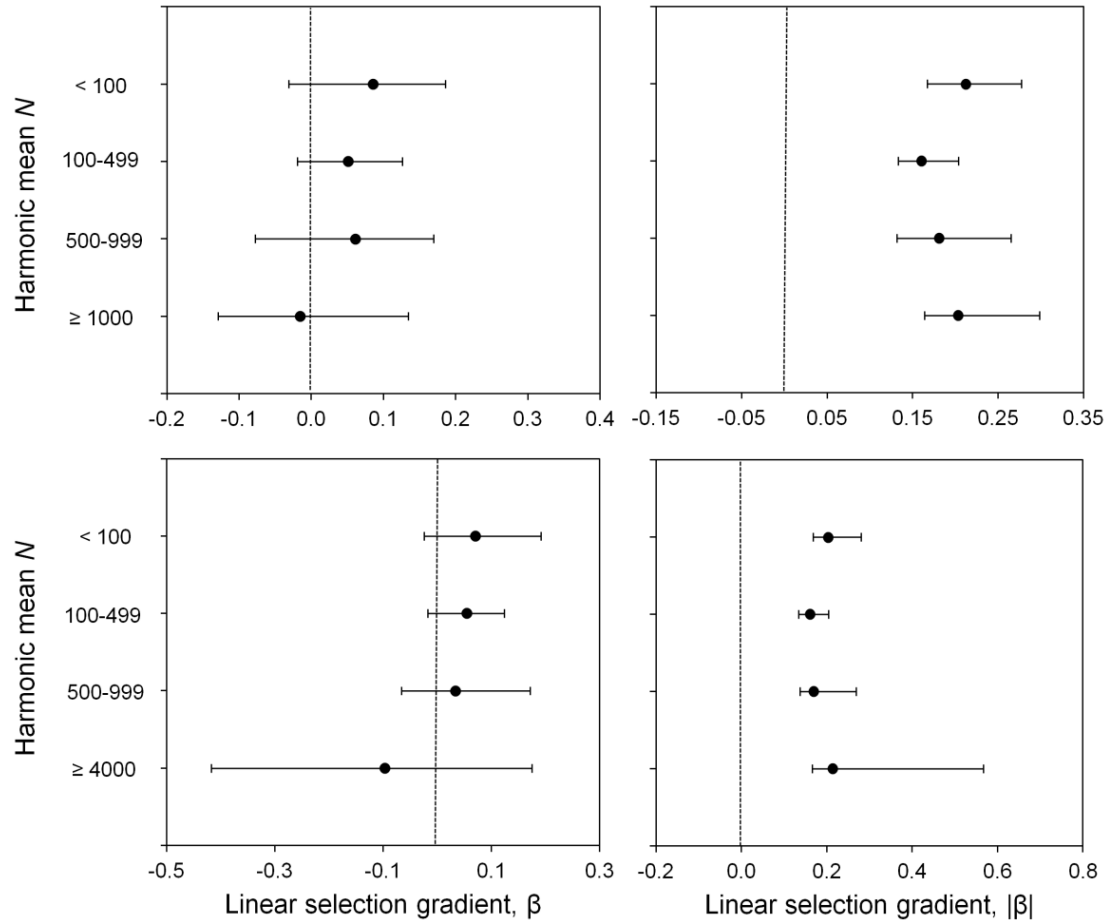 Harmonic mean N
< 100
100-499
500-999
≥ 1000
-0.2 -0.1 0.0 0.1 0.2 0.3 0.4
-0.15 -0.05 0.05 0.15 0.25 0.35
Harmonic mean N
< 100
100-499
500-999
≥ 4000
-0.5 -0.3 -0.1 0.1 0.3
Linear selection gradient, β
-0.2 0.0 0.2 0.4 0.6 0.8
Linear selection gradient, |β|